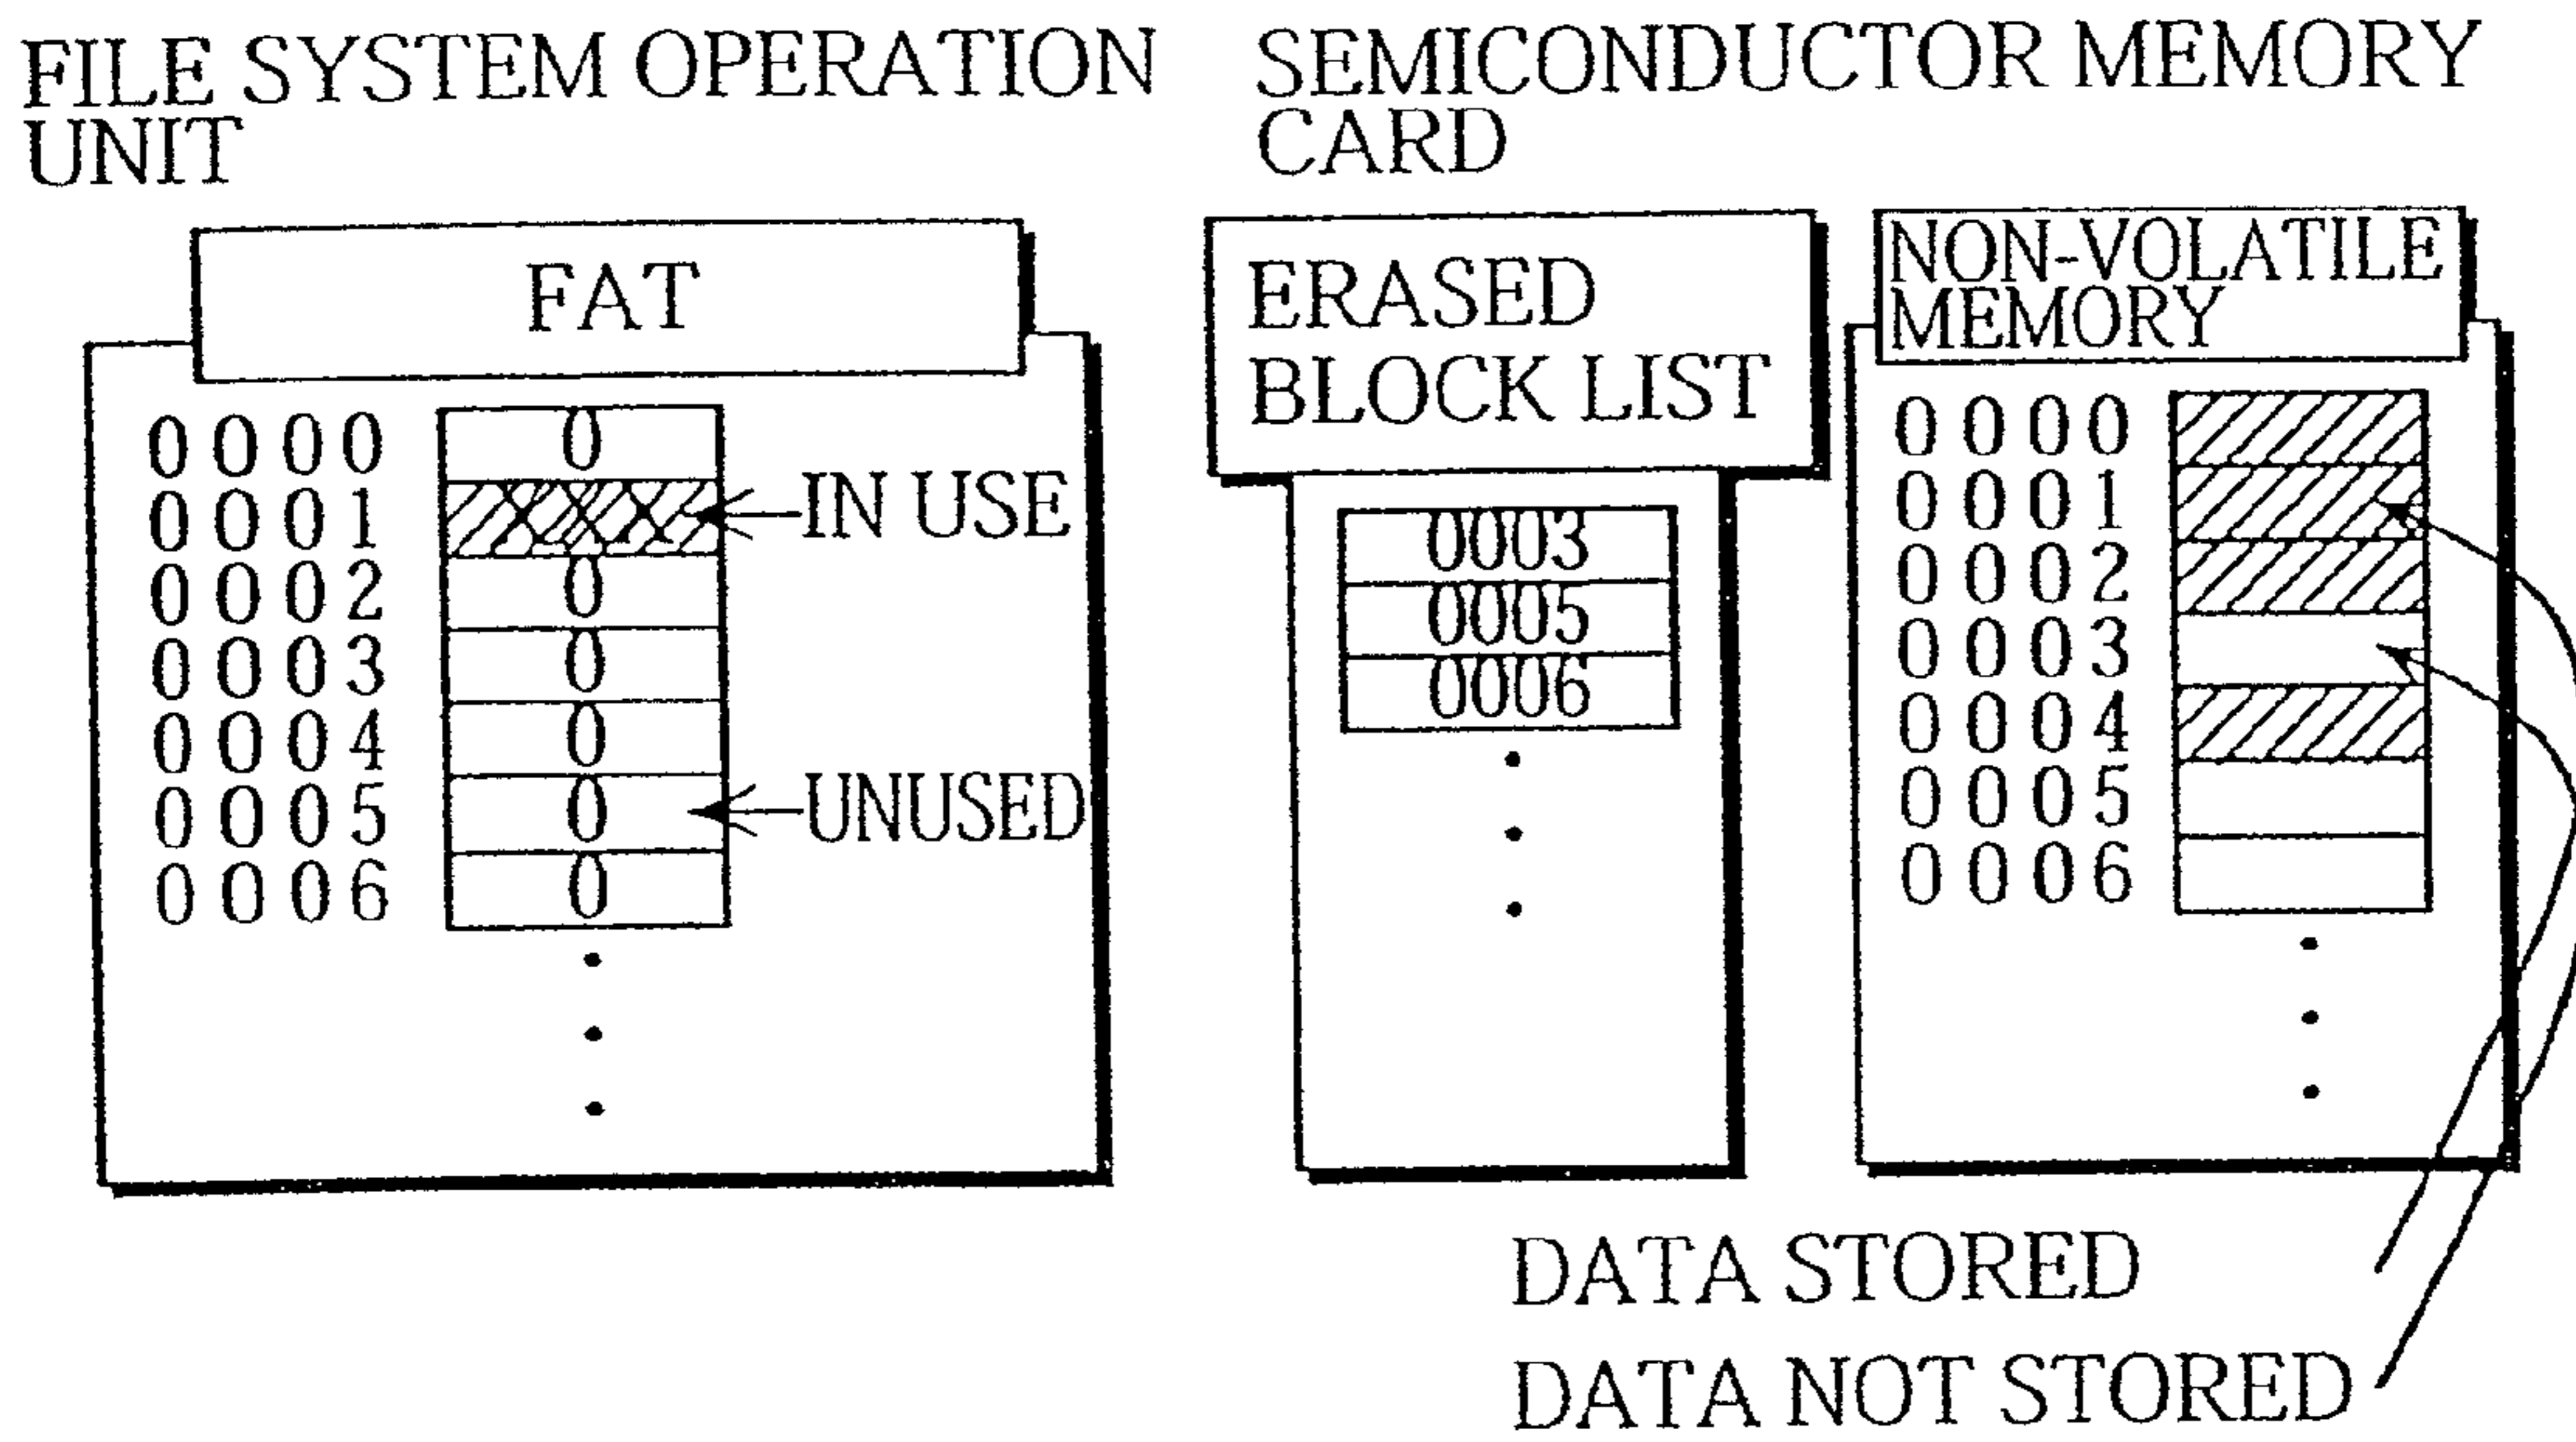 FILE SYSTEM OPERATION
UNIT
SEMICONDUCTOR MEMORY
CARD
FAT
0000 0
0001 XXX IN USE
0002 0
0003 0
0004 0
0005 0 UNUSED
0006 0
ERASED
BLOCK LIST
0003
0005
0006
NON-VOLATILE
MEMORY
0000
0001
0002
0003
0004
0005
0006
DATA STORED
DATA NOT STORED